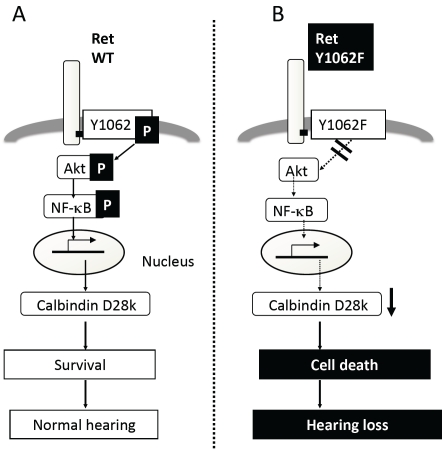 A
Ret
WT
Y1062
P
Akt
P
NF-κB
P
Nucleus
Calbindin D28k
Survival
Normal hearing
B
Ret
Y1062F
Y1062F
Akt
NF-κB
Calbindin D28k
Cell death
Hearing loss